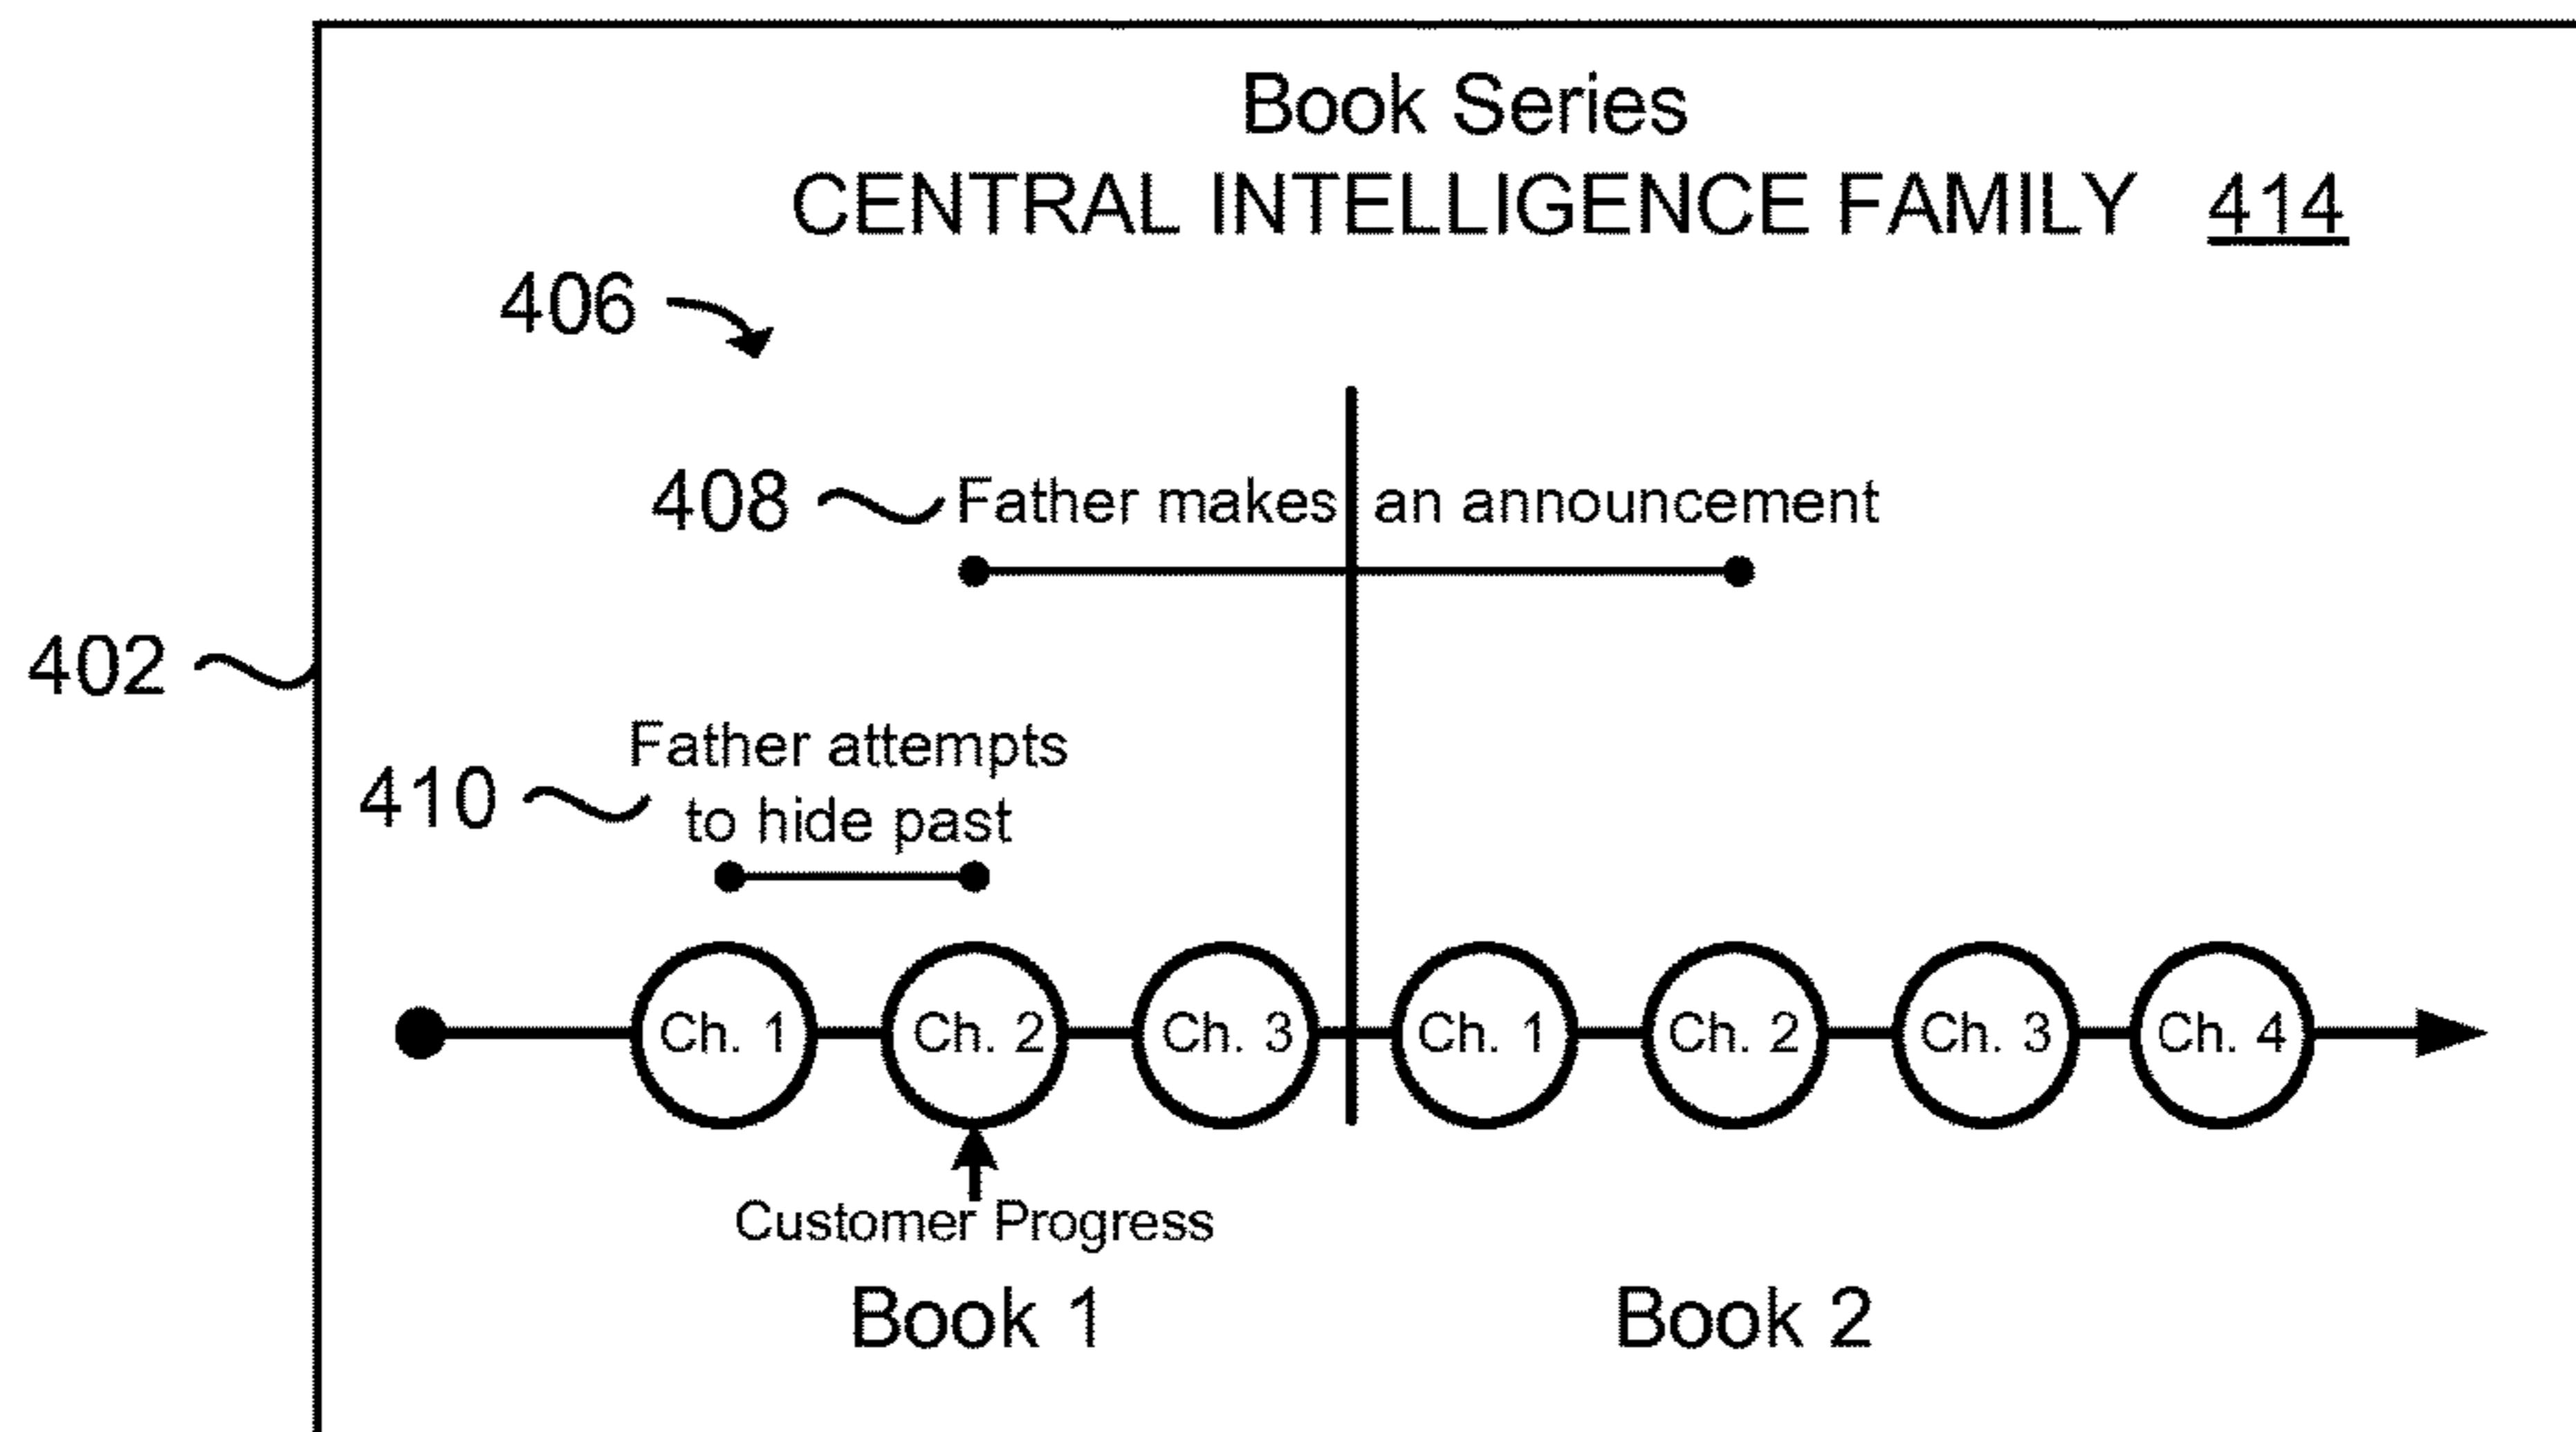 Book Series
CENTRAL INTELLIGENCE FAMILY 414
406
408 Father makes an announcement
402
Father attempts
410 to hide past
Ch. 1 Ch. 2 Ch. 3 Ch. 1 Ch. 2 Ch. 3 Ch. 4
Customer Progress
Book 1 Book 2